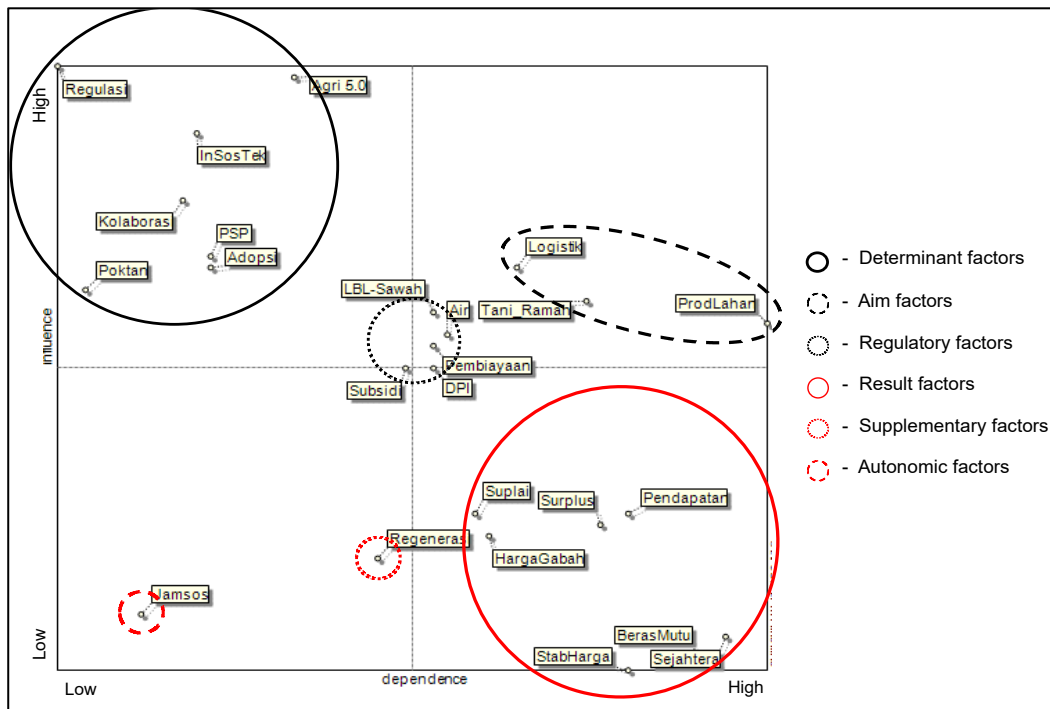 High
Regulasi
Agri 5.0
InSosTek
Kolaboras
PSP
Adopsi
Poktan
Logistik
LBL-Sawah
Air
Tani_Ramah
ProdLahan
influence
Pembiayaan
Subsidi
DPI
Suplai
Surplus
Pendapatan
Regeneras
HargaGabah
Jamsos
BerasMutu
StabHarga
Sejahtera
Low
Low
dependence
High
- Determinant factors
- Aim factors
- Regulatory factors
- Result factors
- Supplementary factors
- Autonomic factors